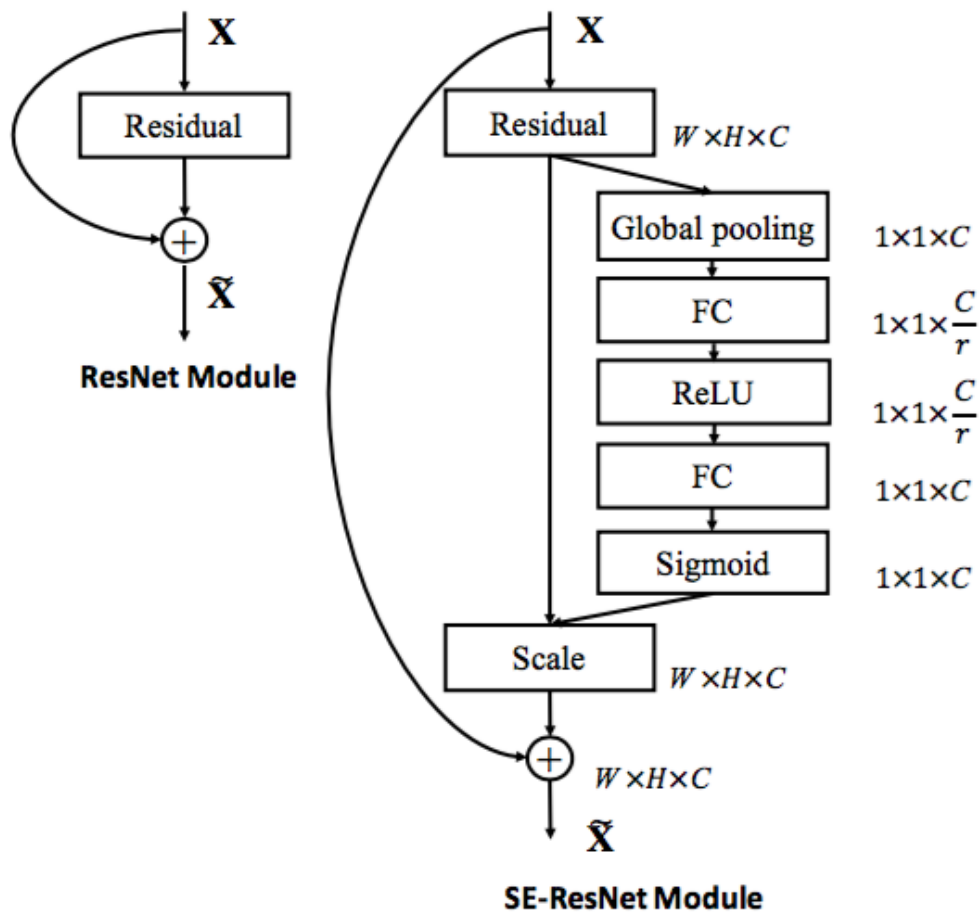 X
Residual
+
X̃
ResNet Module
X
Residual
W×H×C
Global pooling
1×1×C
FC
1×1×C/r
ReLU
1×1×C/r
FC
1×1×C
Sigmoid
1×1×C
Scale
W×H×C
+
W×H×C
X̃
SE-ResNet Module